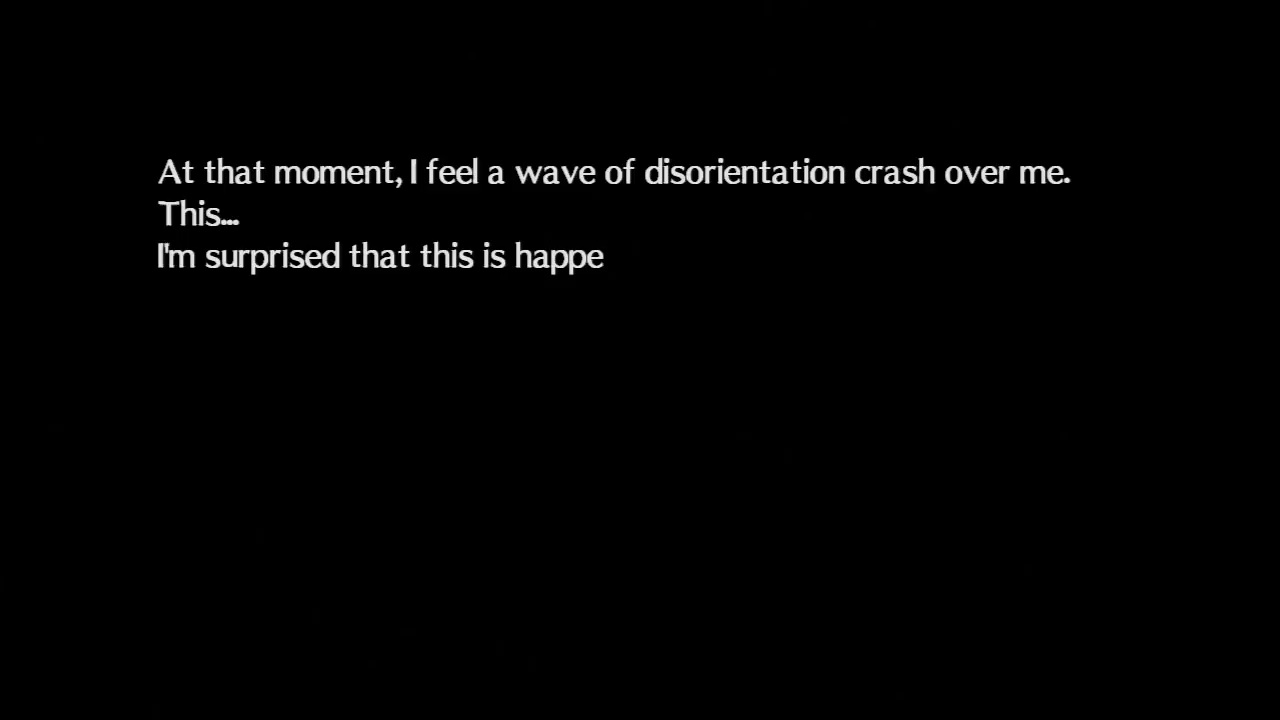 At that moment, I feel a wave of disorientation crash over me.
This...
I'm surprised that this is happe